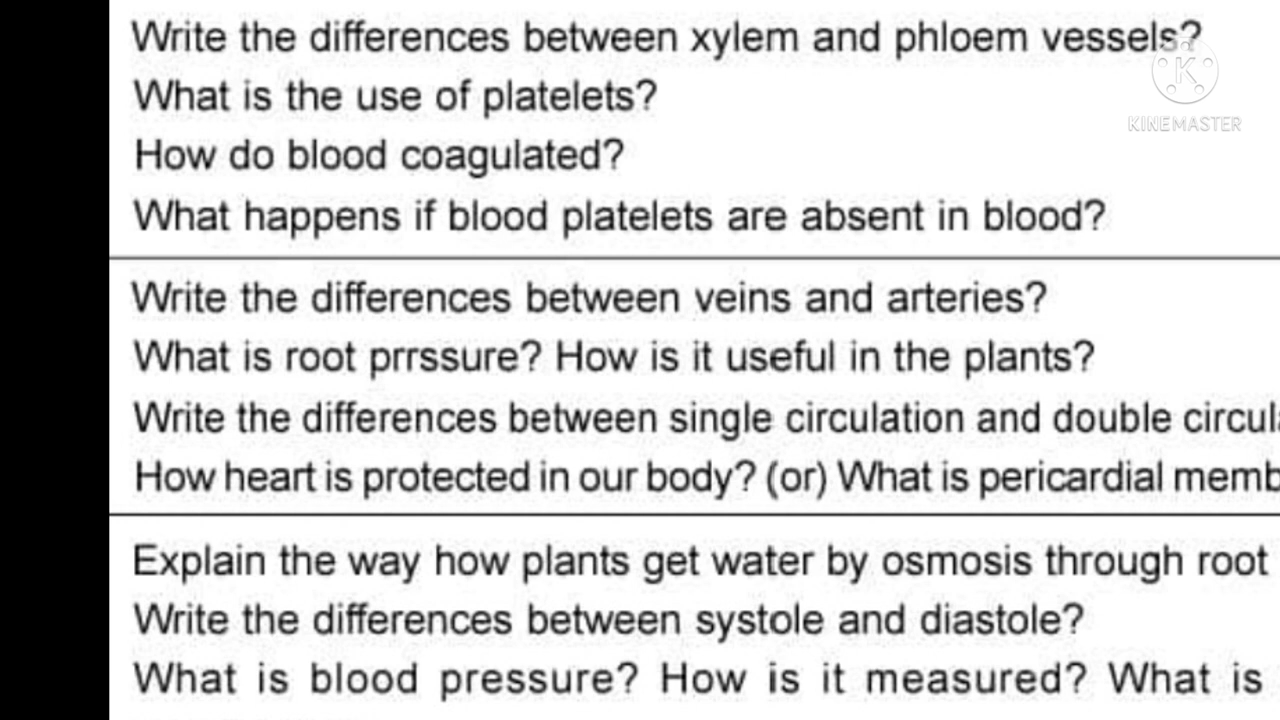 Write the differences between xylem and phloem vessels?
What is the use of platelets?
How do blood coagulated?
What happens if blood platelets are absent in blood?
Write the differences between veins and arteries?
What is root prrssure? How is it useful in the plants?
Write the differences between single circulation and double
How heart is protected in our body? (or) What is pericardial
Explain the way how plants get water by osmosis through root
Write the differences between systole and diastole?
What is blood pressure? How is it measured? What is
KINEMASTER